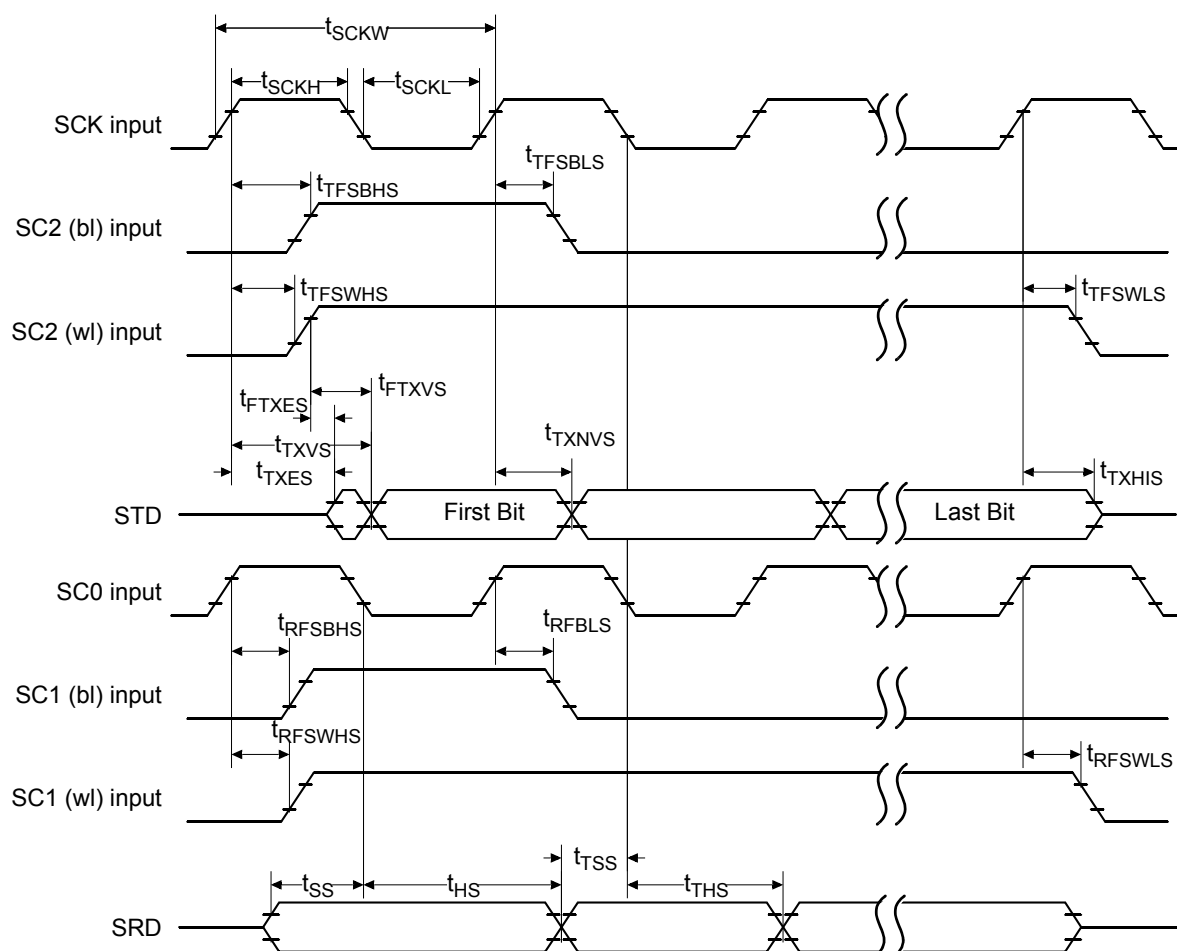 tSCKW
tSCKH
tSCKL
SCK input
tTFSBHS
tTFSBLS
SC2 (bl) input
tTFSWHS
tTFSWLS
SC2 (wl) input
tFTXES
tFTXVS
tTXVS
tTXNVS
tTXES
tTXHIS
STD
First Bit
Last Bit
SC0 input
tRFSBHS
tRFBLS
SC1 (bl) input
tRFSWHS
tRFSWLS
SC1 (wl) input
tTSS
tSS
tHS
tTHS
SRD